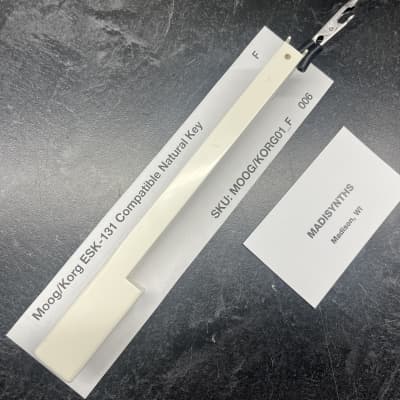 Moog/Korg ESK-131 Compatible Natural Key
F
SKU: MOOG/KORG01_F
006
MADISYNTHS
Madison, WI